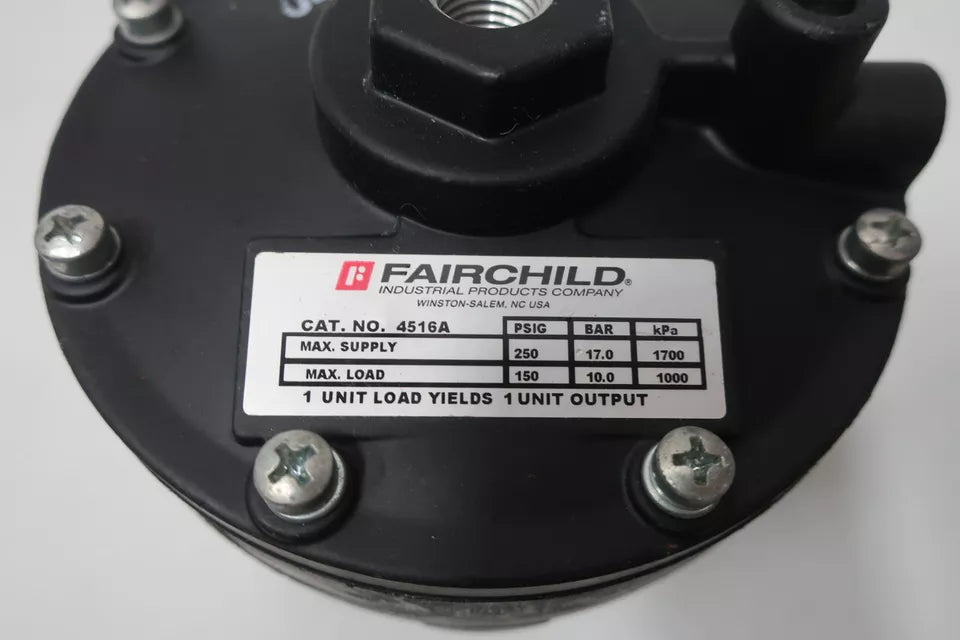 FAIRCHILD®
INDUSTRIAL PRODUCTS COMPANY
WINSTON-SALEM, NC USA
CAT. NO. 4516A PSIG BAR kPa
MAX. SUPPLY 250 17.0 1700
MAX. LOAD 150 10.0 1000
1 UNIT LOAD YIELDS 1 UNIT OUTPUT